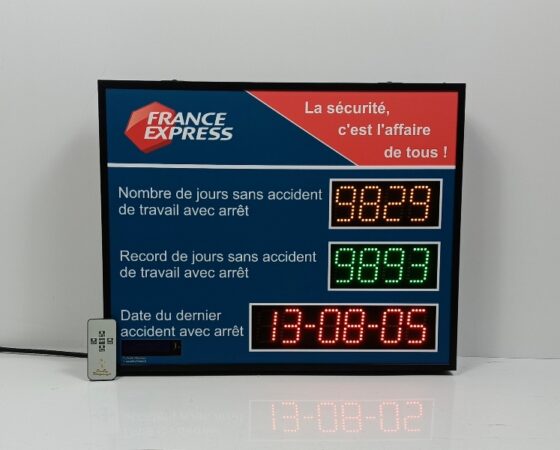 FRANCE
EXPRESS
La sécurité,
c'est l'affaire
de tous !
Nombre de jours sans accident
de travail avec arrêt
9829
Record de jours sans accident
de travail avec arrêt
9893
Date du dernier
accident avec arrêt
13-08-05